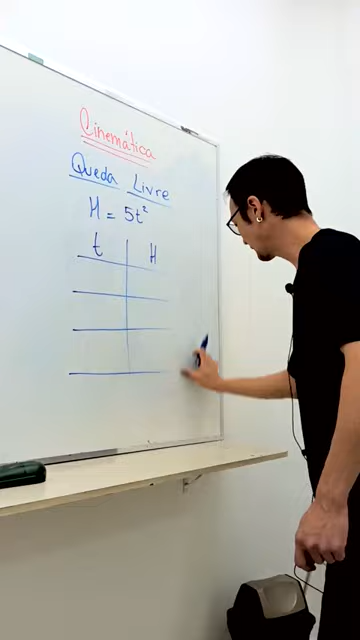 Cinemática
Queda Livre
H = 5t²
t H